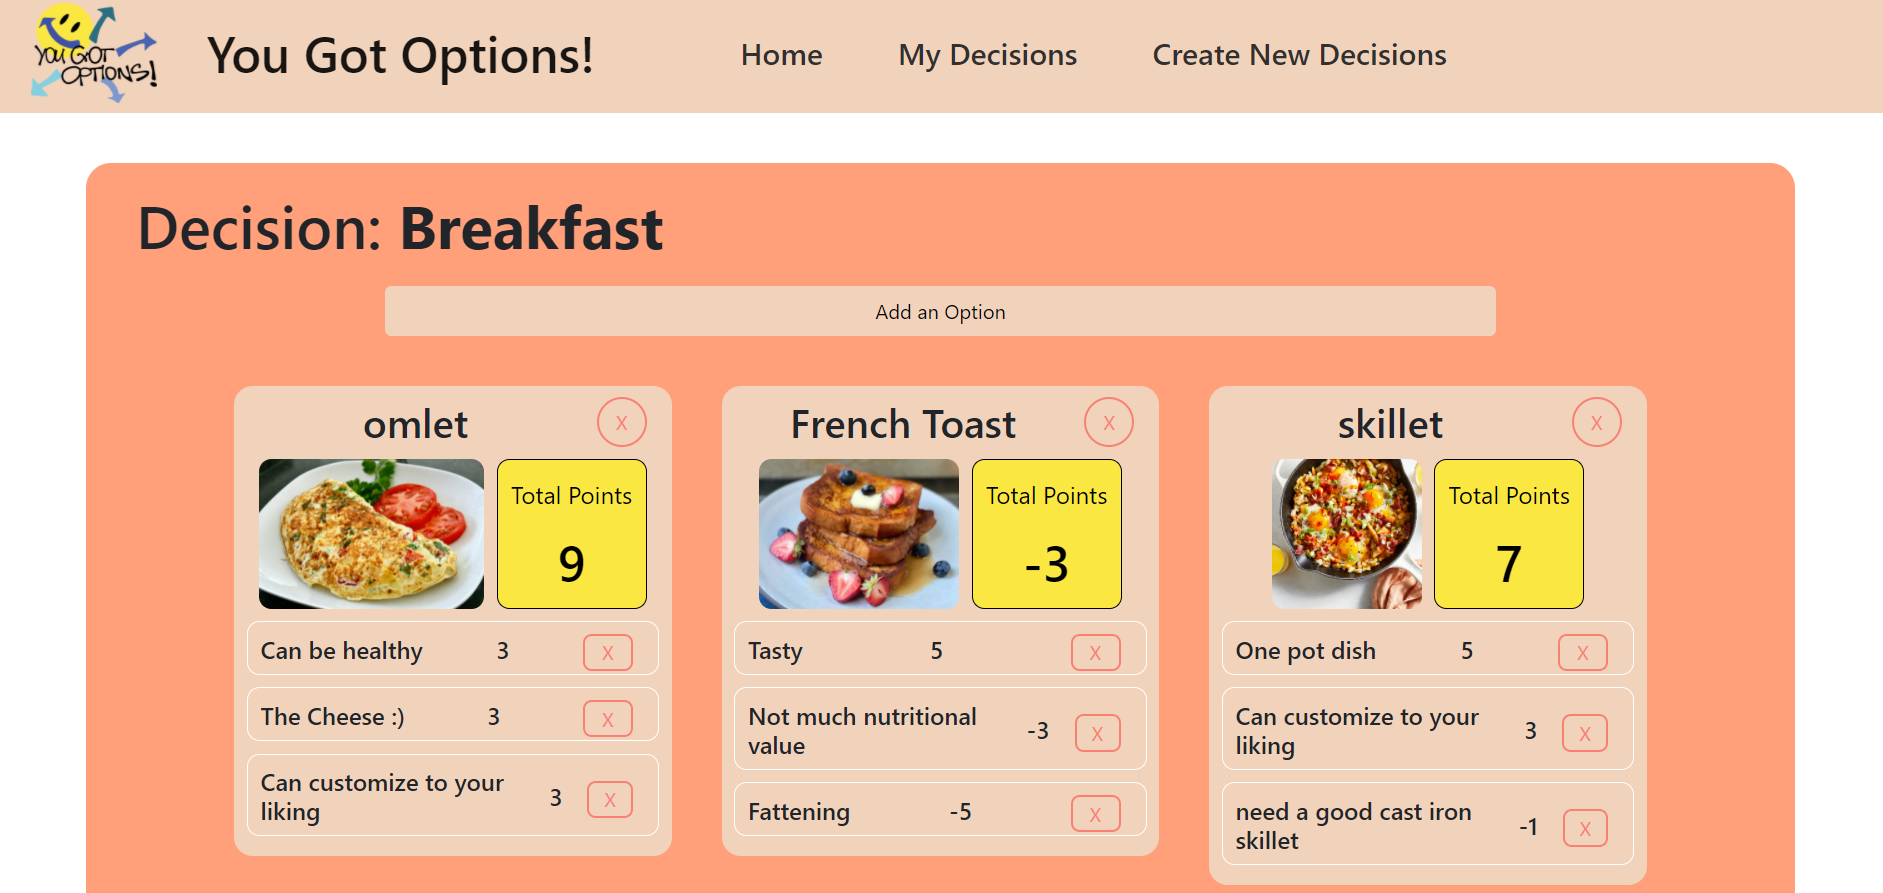 YOU GOT
OPTIONS!
You Got Options!
Home
My Decisions
Create New Decisions
Decision: Breakfast
Add an Option
omlet
X
Total Points
9
Can be healthy 3 X
The Cheese :) 3 X
Can customize to your
liking
3 X
French Toast
X
Total Points
-3
Tasty 5 X
Not much nutritional
value
-3 X
Fattening -5 X
skillet
X
Total Points
7
One pot dish 5 X
Can customize to your
liking
3 X
need a good cast iron
skillet
-1 X